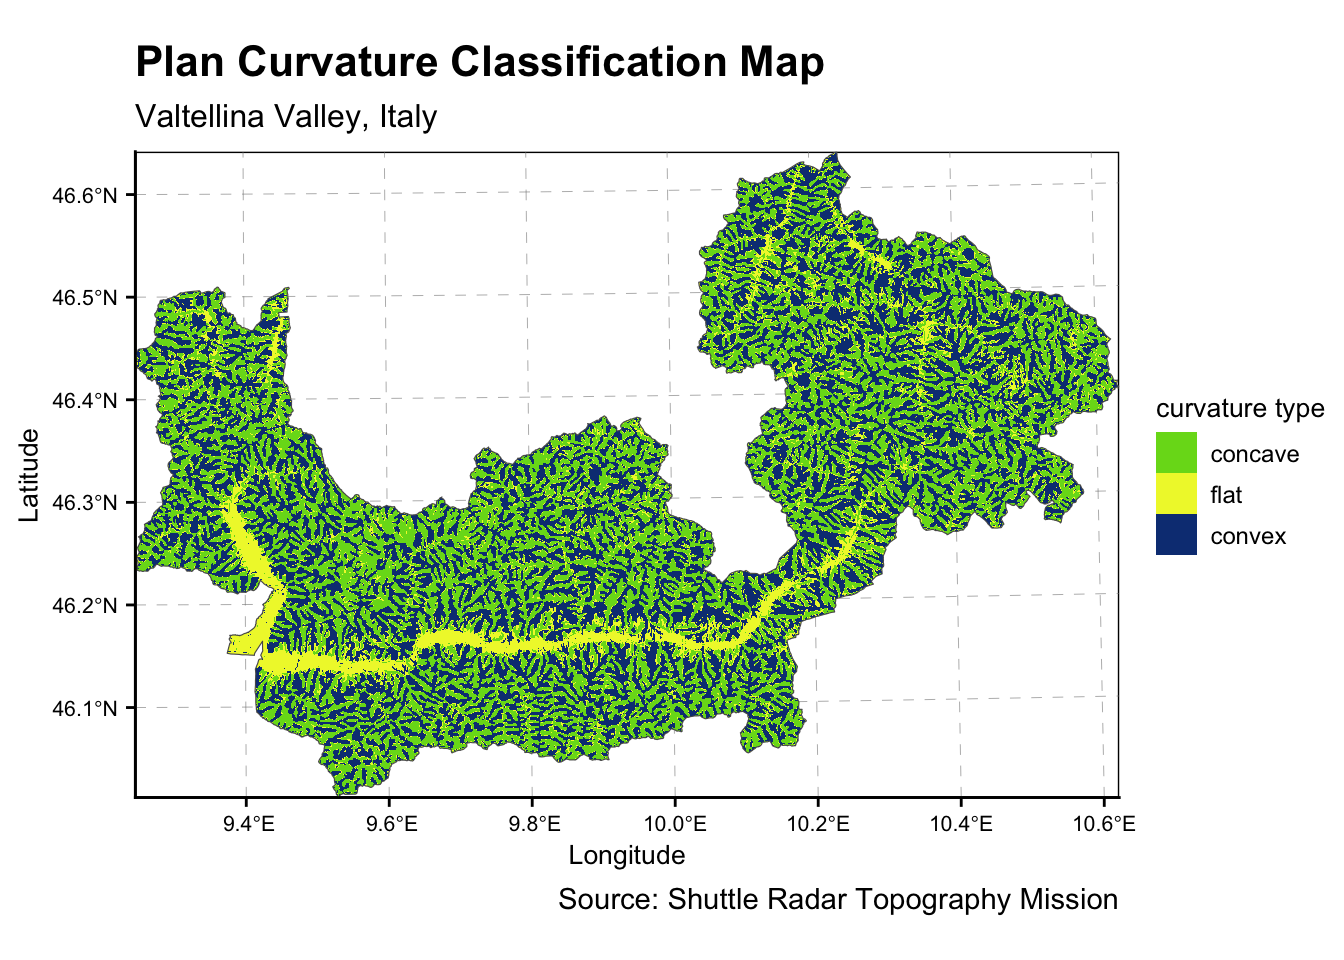 Plan Curvature Classification Map
Valtellina Valley, Italy
46.6°N
46.5°N
46.4°N
46.3°N
46.2°N
46.1°N
Latitude
9.4°E
9.6°E
9.8°E
10.0°E
10.2°E
10.4°E
10.6°E
Longitude
curvature type
concave
flat
convex
Source: Shuttle Radar Topography Mission